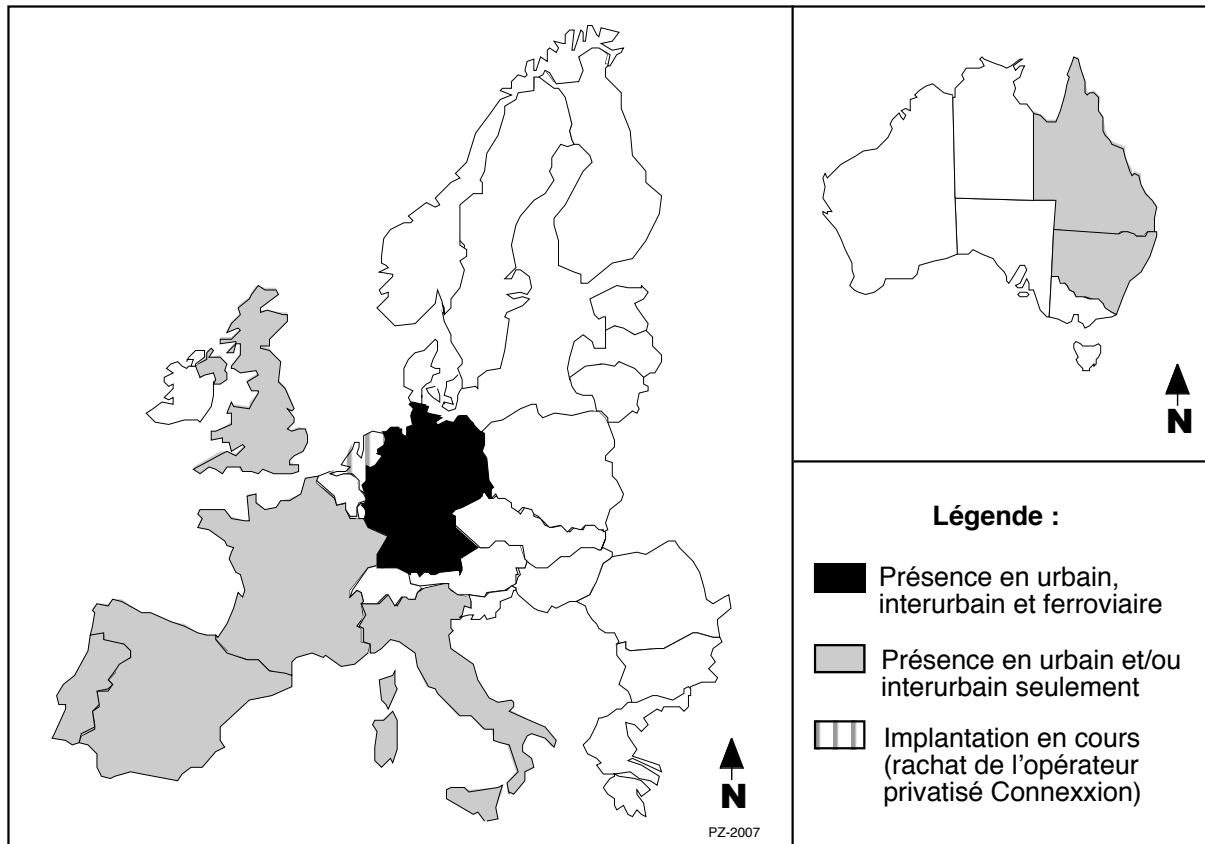 N
PZ-2007
N
Légende :
Présence en urbain,
interurbain et ferroviaire
Présence en urbain et/ou
interurbain seulement
Implantation en cours
(rachat de l'opérateur
privatisé Connexxion)